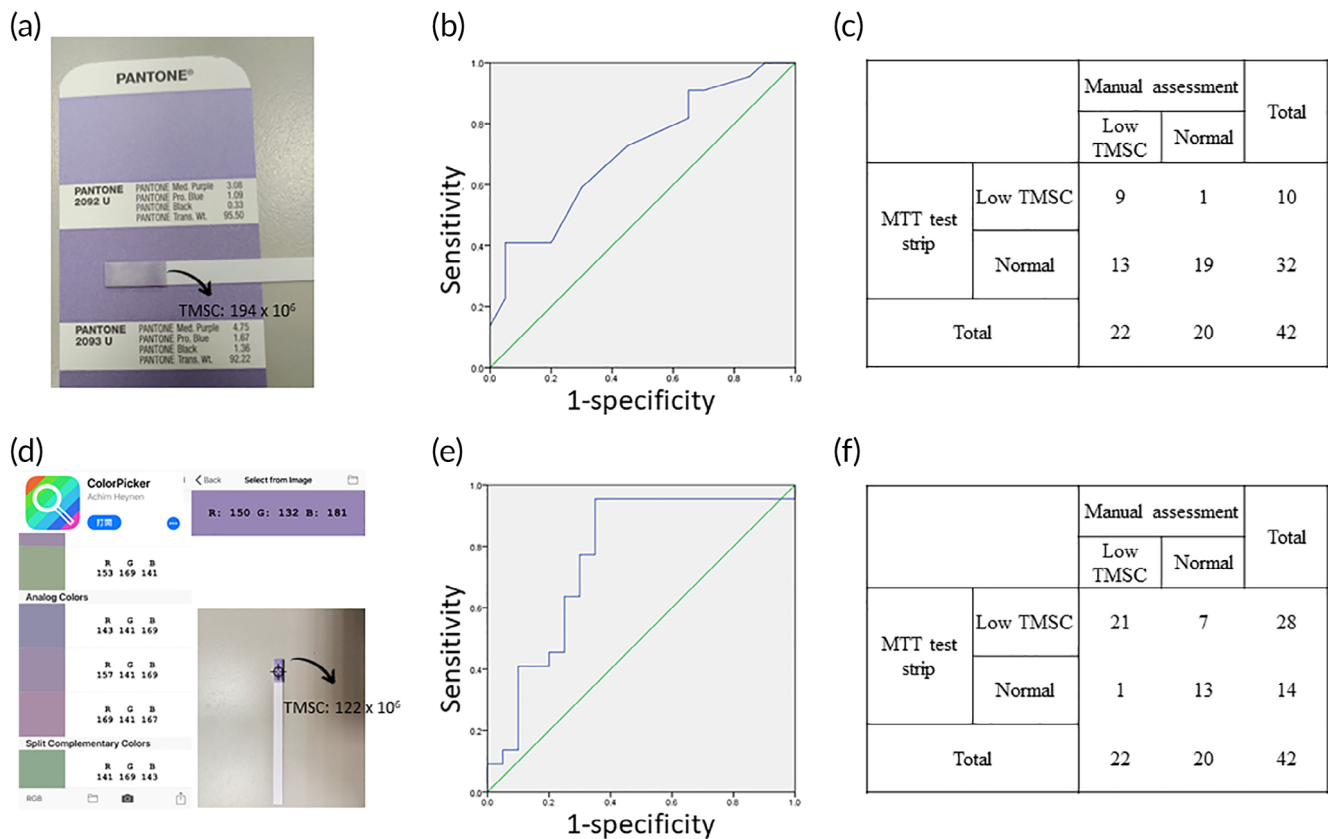 (a)
PANTONE®
PANTONE
2092 U
PANTONE Med. Purple 3.08
PANTONE Pro. Blue 1.09
PANTONE Black 0.33
PANTONE Trans. Wt. 95.50
TMSC: 194 x 10⁶
PANTONE
2093 U
PANTONE Med. Purple 4.75
PANTONE Pro. Blue 1.67
PANTONE Black 1.36
PANTONE Trans. Wt. 92.22
(b)
Sensitivity
1.0
0.8
0.6
0.4
0.2
0.0
0.0 0.2 0.4 0.6 0.8 1.0
1-specificity
(c)
Manual assessment
Total
Low
TMSC
Normal
MTT test
strip
Low TMSC 9 1 10
Normal 13 19 32
Total 22 20 42
(d)
ColorPicker
Achim Heynen
打開
Back Select from Image
R: 150 G: 132 B: 181
R G B
153 169 141
Analog Colors
R G B
143 141 169
R G B
157 141 169
R G B
169 141 167
Split Complementary Colors
R G B
141 169 143
RGB
TMSC: 122 x 10⁶
(e)
Sensitivity
1.0
0.8
0.6
0.4
0.2
0.0
0.0 0.2 0.4 0.6 0.8 1.0
1-specificity
(f)
Manual assessment
Total
Low
TMSC
Normal
MTT test
strip
Low TMSC 21 7 28
Normal 1 13 14
Total 22 20 42